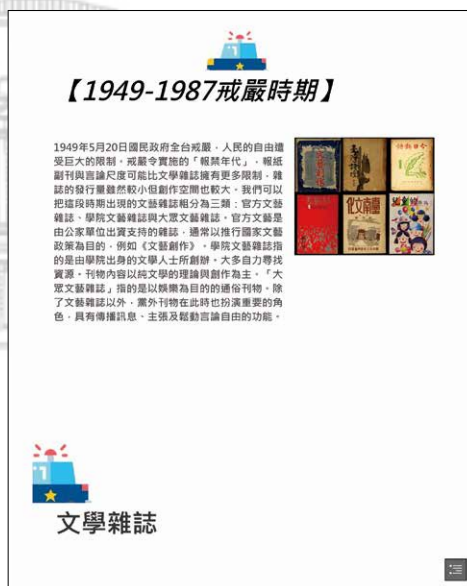 【1949-1987戒嚴時期】
1949年5月20日國民政府全台戒嚴，人民的自由遭
受巨大的限制。戒嚴令實施的「報禁年代」，報紙
副刊與言論尺度可能比文學雜誌擁有更多限制，雜
誌的發行量雖然較小但創作空間也較大。我們可以
把這段時期出現的文藝雜誌粗分為三類：官方文藝
雜誌、學院文藝雜誌與大眾文藝雜誌。官方文藝是
由公家單位出資支持的雜誌，通常以推行國家文藝
政策為目的，例如《文藝創作》。學院文藝雜誌指
的是由學院出身的文學人士所創辦，大多自力尋找
資源。刊物內容以純文學的理論與創作為主。「大
眾文藝雜誌」指的是以娛樂為目的的通俗刊物。除
了文藝雜誌以外，黨外刊物在此時也扮演重要的角
色，具有傳播訊息、主張及鬆動言論自由的功能。
臺南文化
文學雜誌